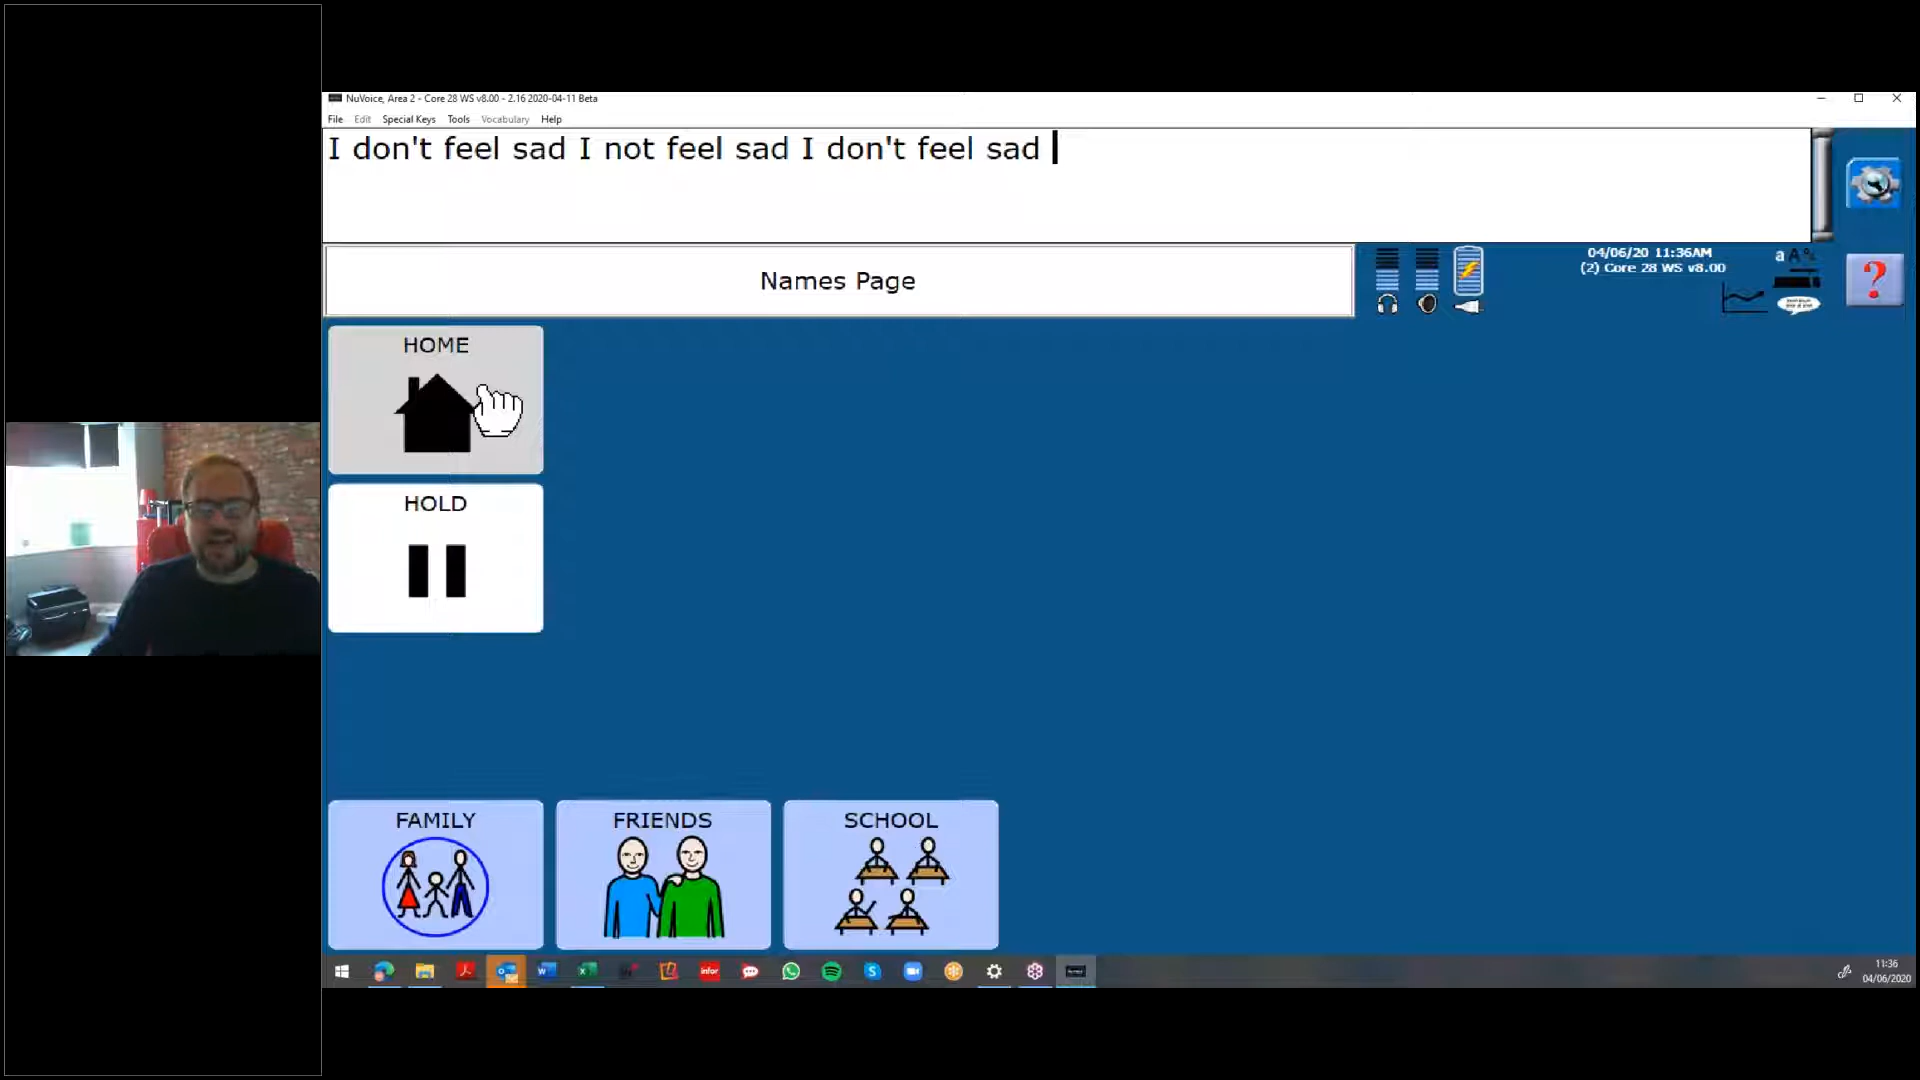 NuVoice, Area 2 - Core 28 WS v8.00 - 2.16 2020-04-11 Beta
File Edit Special Keys Tools Vocabulary Help
I don't feel sad I not feel sad I don't feel sad
Names Page
04/06/20 11:36AM
(2) Core 28 WS v8.00
?
HOME
HOLD
FAMILY
FRIENDS
SCHOOL
infor
11:36
04/06/2020